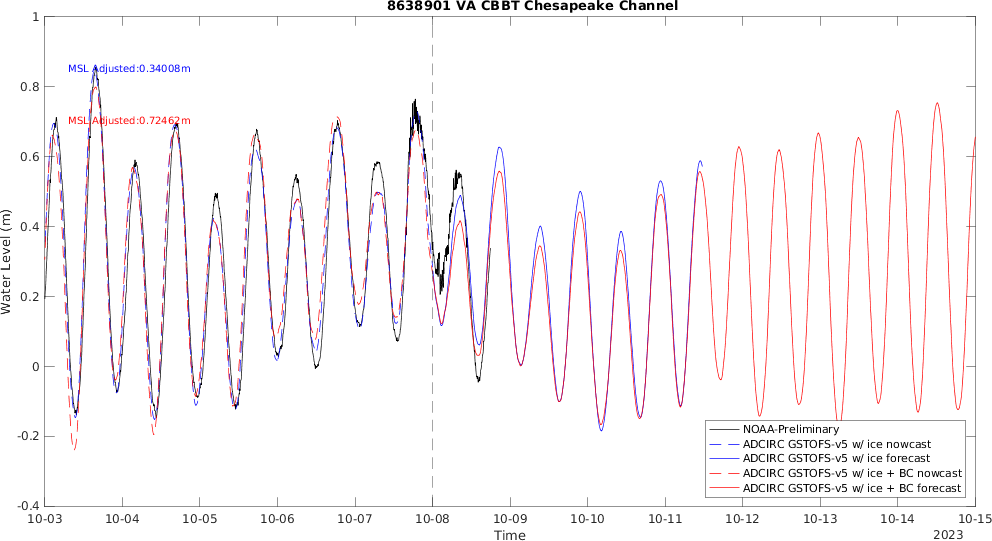 8638901 VA CBBT Chesapeake Channel
1
0.8
0.6
0.4
0.2
0
-0.2
-0.4
Water Level (m)
MSL Adjusted:0.34008m
MSL Adjusted:0.72462m
NOAA-Preliminary
ADCIRC GSTOFS-v5 w/ ice nowcast
ADCIRC GSTOFS-v5 w/ ice forecast
ADCIRC GSTOFS-v5 w/ ice + BC nowcast
ADCIRC GSTOFS-v5 w/ ice + BC forecast
10-03 10-04 10-05 10-06 10-07 10-08 10-09 10-10 10-11 10-12 10-13 10-14 10-15
Time
2023